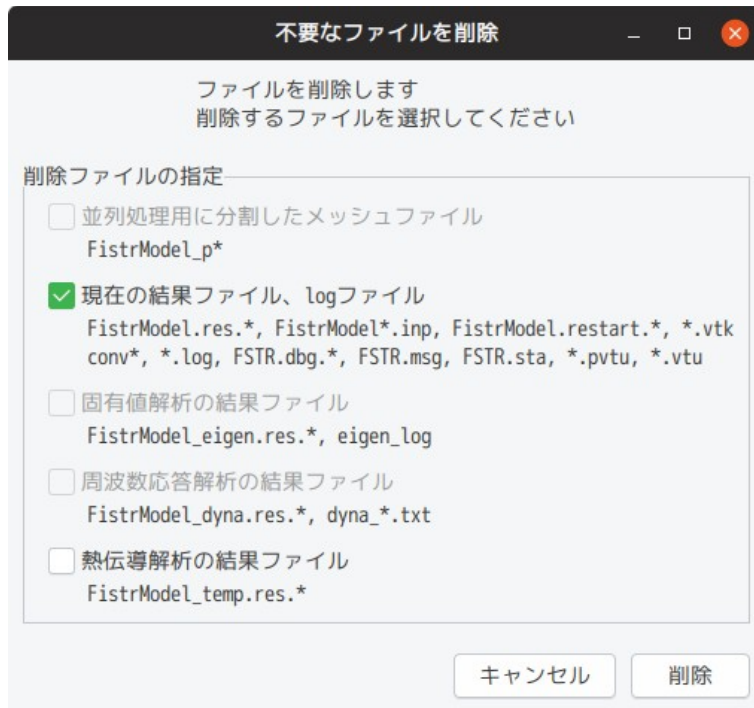 不要なファイルを削除
ファイルを削除します
削除するファイルを選択してください
削除ファイルの指定
並列処理用に分割したメッシュファイル
FistrModel_p*
現在の結果ファイル、logファイル
FistrModel.res.*, FistrModel*.inp, FistrModel.restart.*, *.vtk
conv*, *.log, FSTR.dbg.*, FSTR.msg, FSTR.sta, *.pvtu, *.vtu
固有値解析の結果ファイル
FistrModel_eigen.res.*, eigen_log
周波数応答解析の結果ファイル
FistrModel_dyna.res.*, dyna_*.txt
熱伝導解析の結果ファイル
FistrModel_temp.res.*
キャンセル 削除